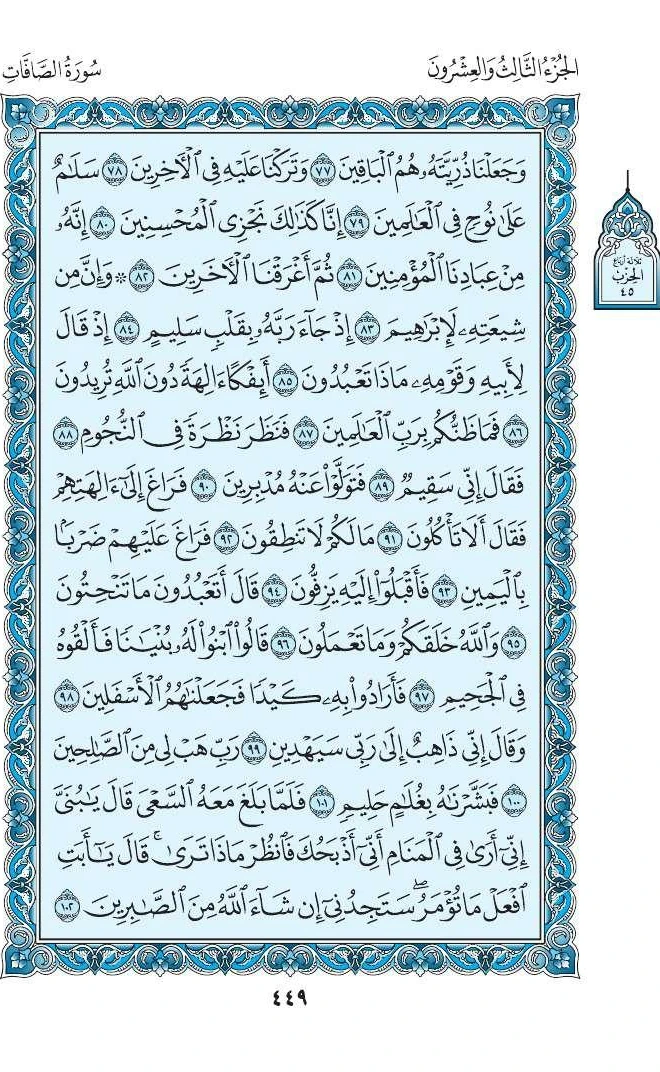 الجُزْءُ الثَّالِثُ وَالعِشْرُونَ
سُورَةُ الصَّافَّاتِ
وَجَعَلْنَا ذُرِّيَّتَهُۥ هُمُ ٱلْبَاقِينَ ٧٧ وَتَرَكْنَا عَلَيْهِ فِى ٱلْأَخِرِينَ ٧٨ سَلَٰمٌ
عَلَىٰ نُوحٍ فِى ٱلْعَٰلَمِينَ ٧٩ إِنَّا كَذَٰلِكَ نَجْزِى ٱلْمُحْسِنِينَ ٨٠ إِنَّهُۥ
مِنْ عِبَادِنَا ٱلْمُؤْمِنِينَ ٨١ ثُمَّ أَغْرَقْنَا ٱلْأَخَرِينَ ٨٢ * وَإِنَّ مِن
شِيعَتِهِۦ لَإِبْرَٰهِيمَ ٨٣ إِذْ جَآءَ رَبَّهُۥ بِقَلْبٍ سَلِيمٍ ٨٤ إِذْ قَالَ
لِأَبِيهِ وَقَوْمِهِۦ مَاذَا تَعْبُدُونَ ٨٥ أَئِفْكًا ءَالِهَةً دُونَ ٱللَّهِ تُرِيدُونَ
٨٦ فَمَا ظَنُّكُم بِرَبِّ ٱلْعَٰلَمِينَ ٨٧ فَنَظَرَ نَظْرَةً فِى ٱلنُّجُومِ ٨٨
فَقَالَ إِنِّى سَقِيمٌ ٨٩ فَتَوَلَّوْا۟ عَنْهُ مُدْبِرِينَ ٩٠ فَرَاغَ إِلَىٰٓ ءَالِهَتِهِمْ
فَقَالَ أَلَا تَأْكُلُونَ ٩١ مَا لَكُمْ لَا تَنطِقُونَ ٩٢ فَرَاغَ عَلَيْهِمْ ضَرْبًۢا
بِٱلْيَمِينِ ٩٣ فَأَقْبَلُوٓا۟ إِلَيْهِ يَزِفُّونَ ٩٤ قَالَ أَتَعْبُدُونَ مَا تَنْحِتُونَ
٩٥ وَٱللَّهُ خَلَقَكُمْ وَمَا تَعْمَلُونَ ٩٦ قَالُوا۟ ٱبْنُوا۟ لَهُۥ بُنْيَٰنًا فَأَلْقُوهُ
فِى ٱلْجَحِيمِ ٩٧ فَأَرَادُوا۟ بِهِۦ كَيْدًا فَجَعَلْنَٰهُمُ ٱلْأَسْفَلِينَ ٩٨
وَقَالَ إِنِّى ذَاهِبٌ إِلَىٰ رَبِّى سَيَهْدِينِ ٩٩ رَبِّ هَبْ لِى مِنَ ٱلصَّٰلِحِينَ
١٠٠ فَبَشَّرْنَٰهُ بِغُلَٰمٍ حَلِيمٍ ١٠١ فَلَمَّا بَلَغَ مَعَهُ ٱلسَّعْىَ قَالَ يَٰبُنَىَّ
إِنِّىٓ أَرَىٰ فِى ٱلْمَنَامِ أَنِّىٓ أَذْبَحُكَ فَٱنظُرْ مَاذَا تَرَىٰ ۚ قَالَ يَٰٓأَبَتِ
ٱفْعَلْ مَا تُؤْمَرُ ۖ سَتَجِدُنِىٓ إِن شَآءَ ٱللَّهُ مِنَ ٱلصَّٰبِرِينَ ١٠٢
ثلاثة أرباع
الحزب
٤٥
٤٤٩